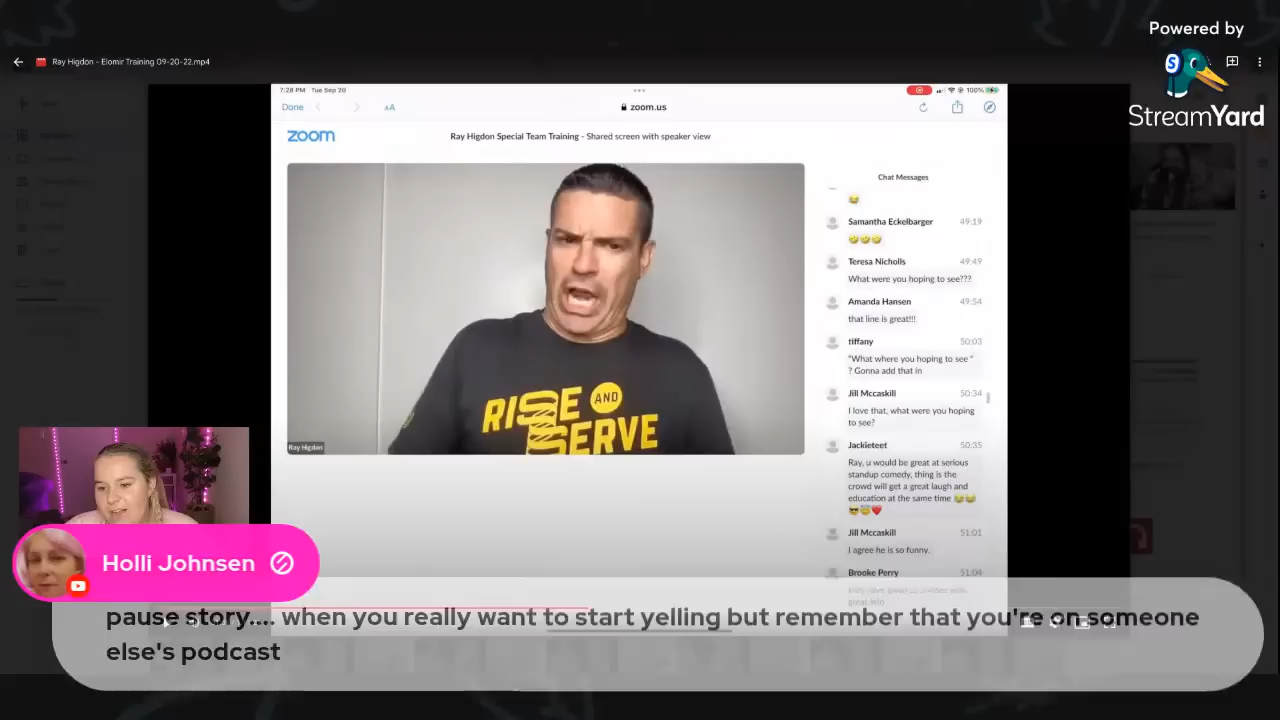 Powered by
StreamYard
Ray Higdon - Elomir Training 09-20-22.mp4
7:28 PM Tue Sep 20
100%
Done
AA
zoom.us
zoom
Ray Higdon Special Team Training - Shared screen with speaker view
Chat Messages
Samantha Eckelbarger 49:19
Teresa Nicholls 49:49
What were you hoping to see???
Amanda Hansen 49:54
that line is great!!!
tiffany 50:03
"What where you hoping to see "
? Gonna add that in
Jill Mccaskill 50:34
I love that, what were you hoping
to see?
Jackieteet 50:35
Ray, u would be great at serious
standup comedy, thing is the
crowd will get a great laugh and
education at the same time
Jill Mccaskill 51:01
I agree he is so funny.
Brooke Perry 51:04
great info
RISE AND
SERVE
Ray Higdon
Holli Johnsen
pause story.... when you really want to start yelling but remember that you're on someone
else's podcast